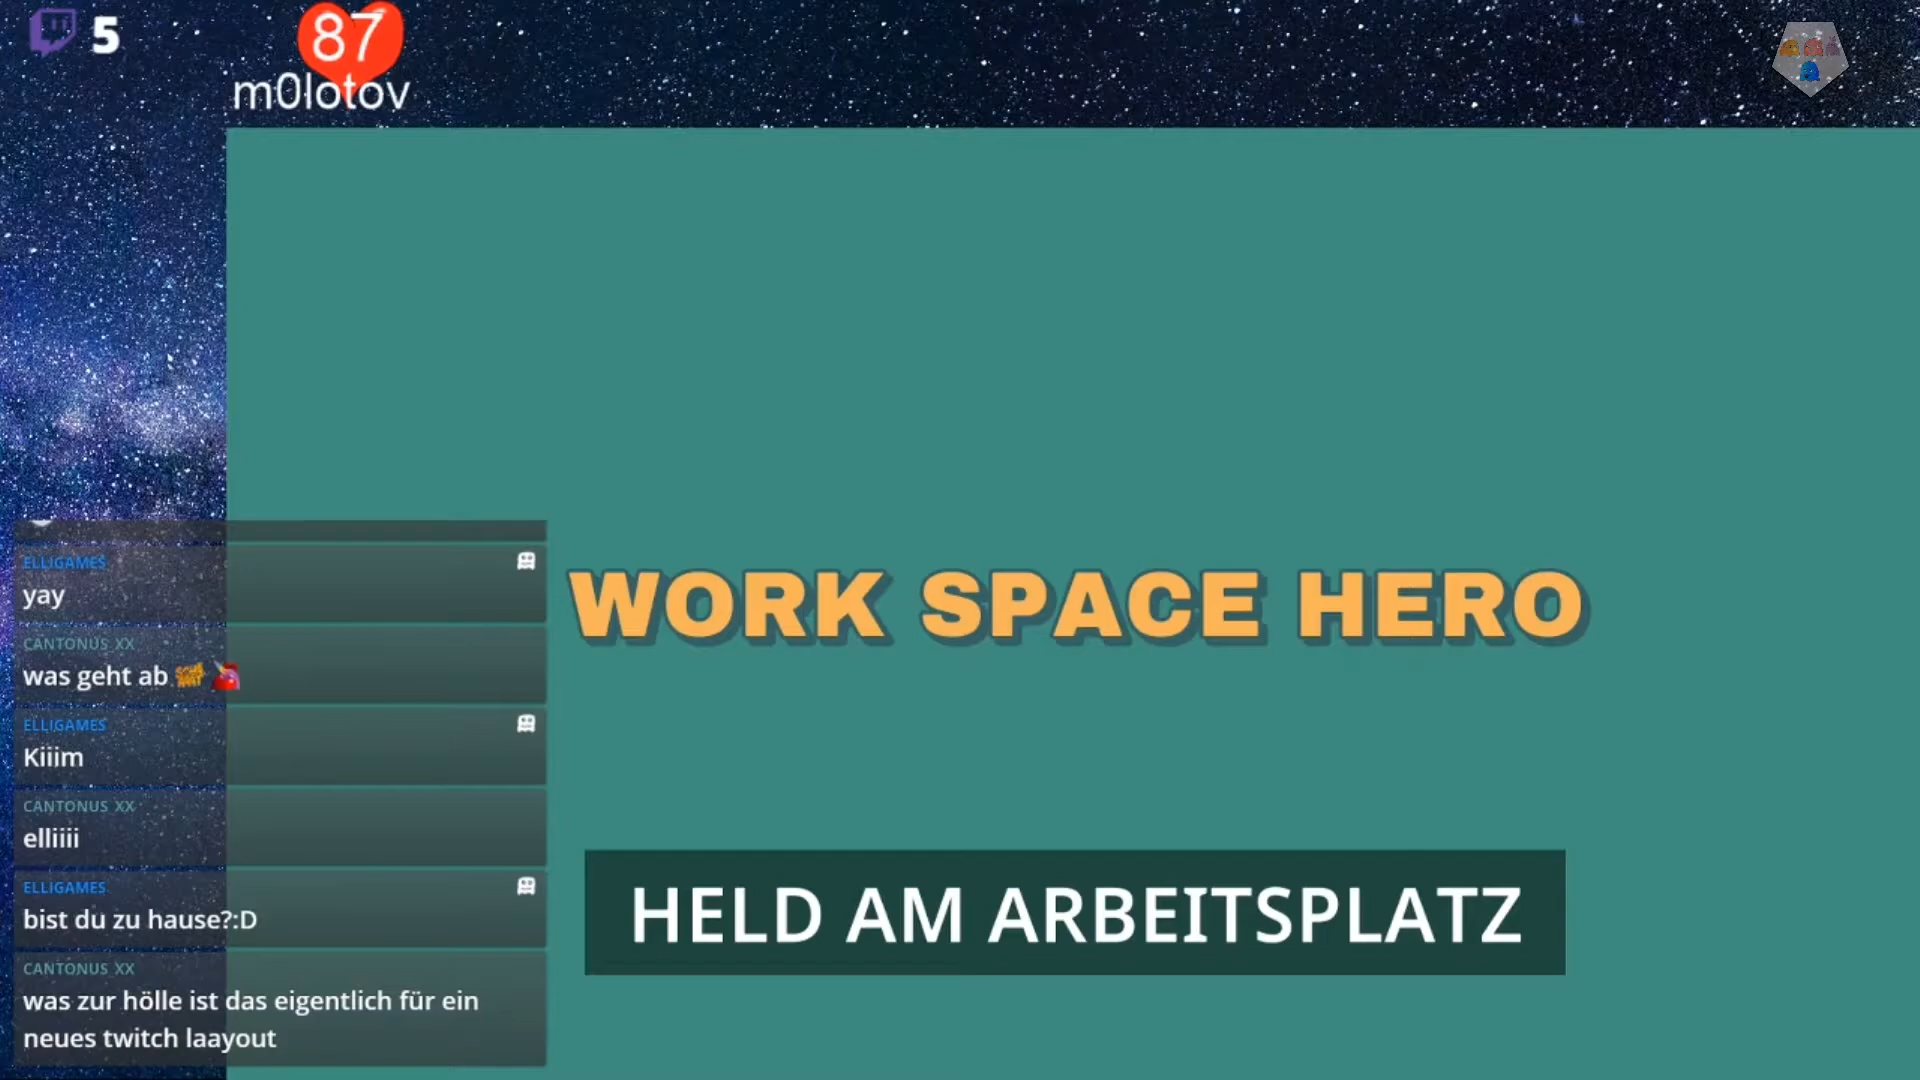 5
87
m0lotov
ELLIGAMES
yay
CANTONUS XX
was geht ab
ELLIGAMES
Kiiim
CANTONUS XX
elliiii
ELLIGAMES
bist du zu hause?:D
CANTONUS XX
was zur hölle ist das eigentlich für ein
neues twitch laayout
WORK SPACE HERO
HELD AM ARBEITSPLATZ